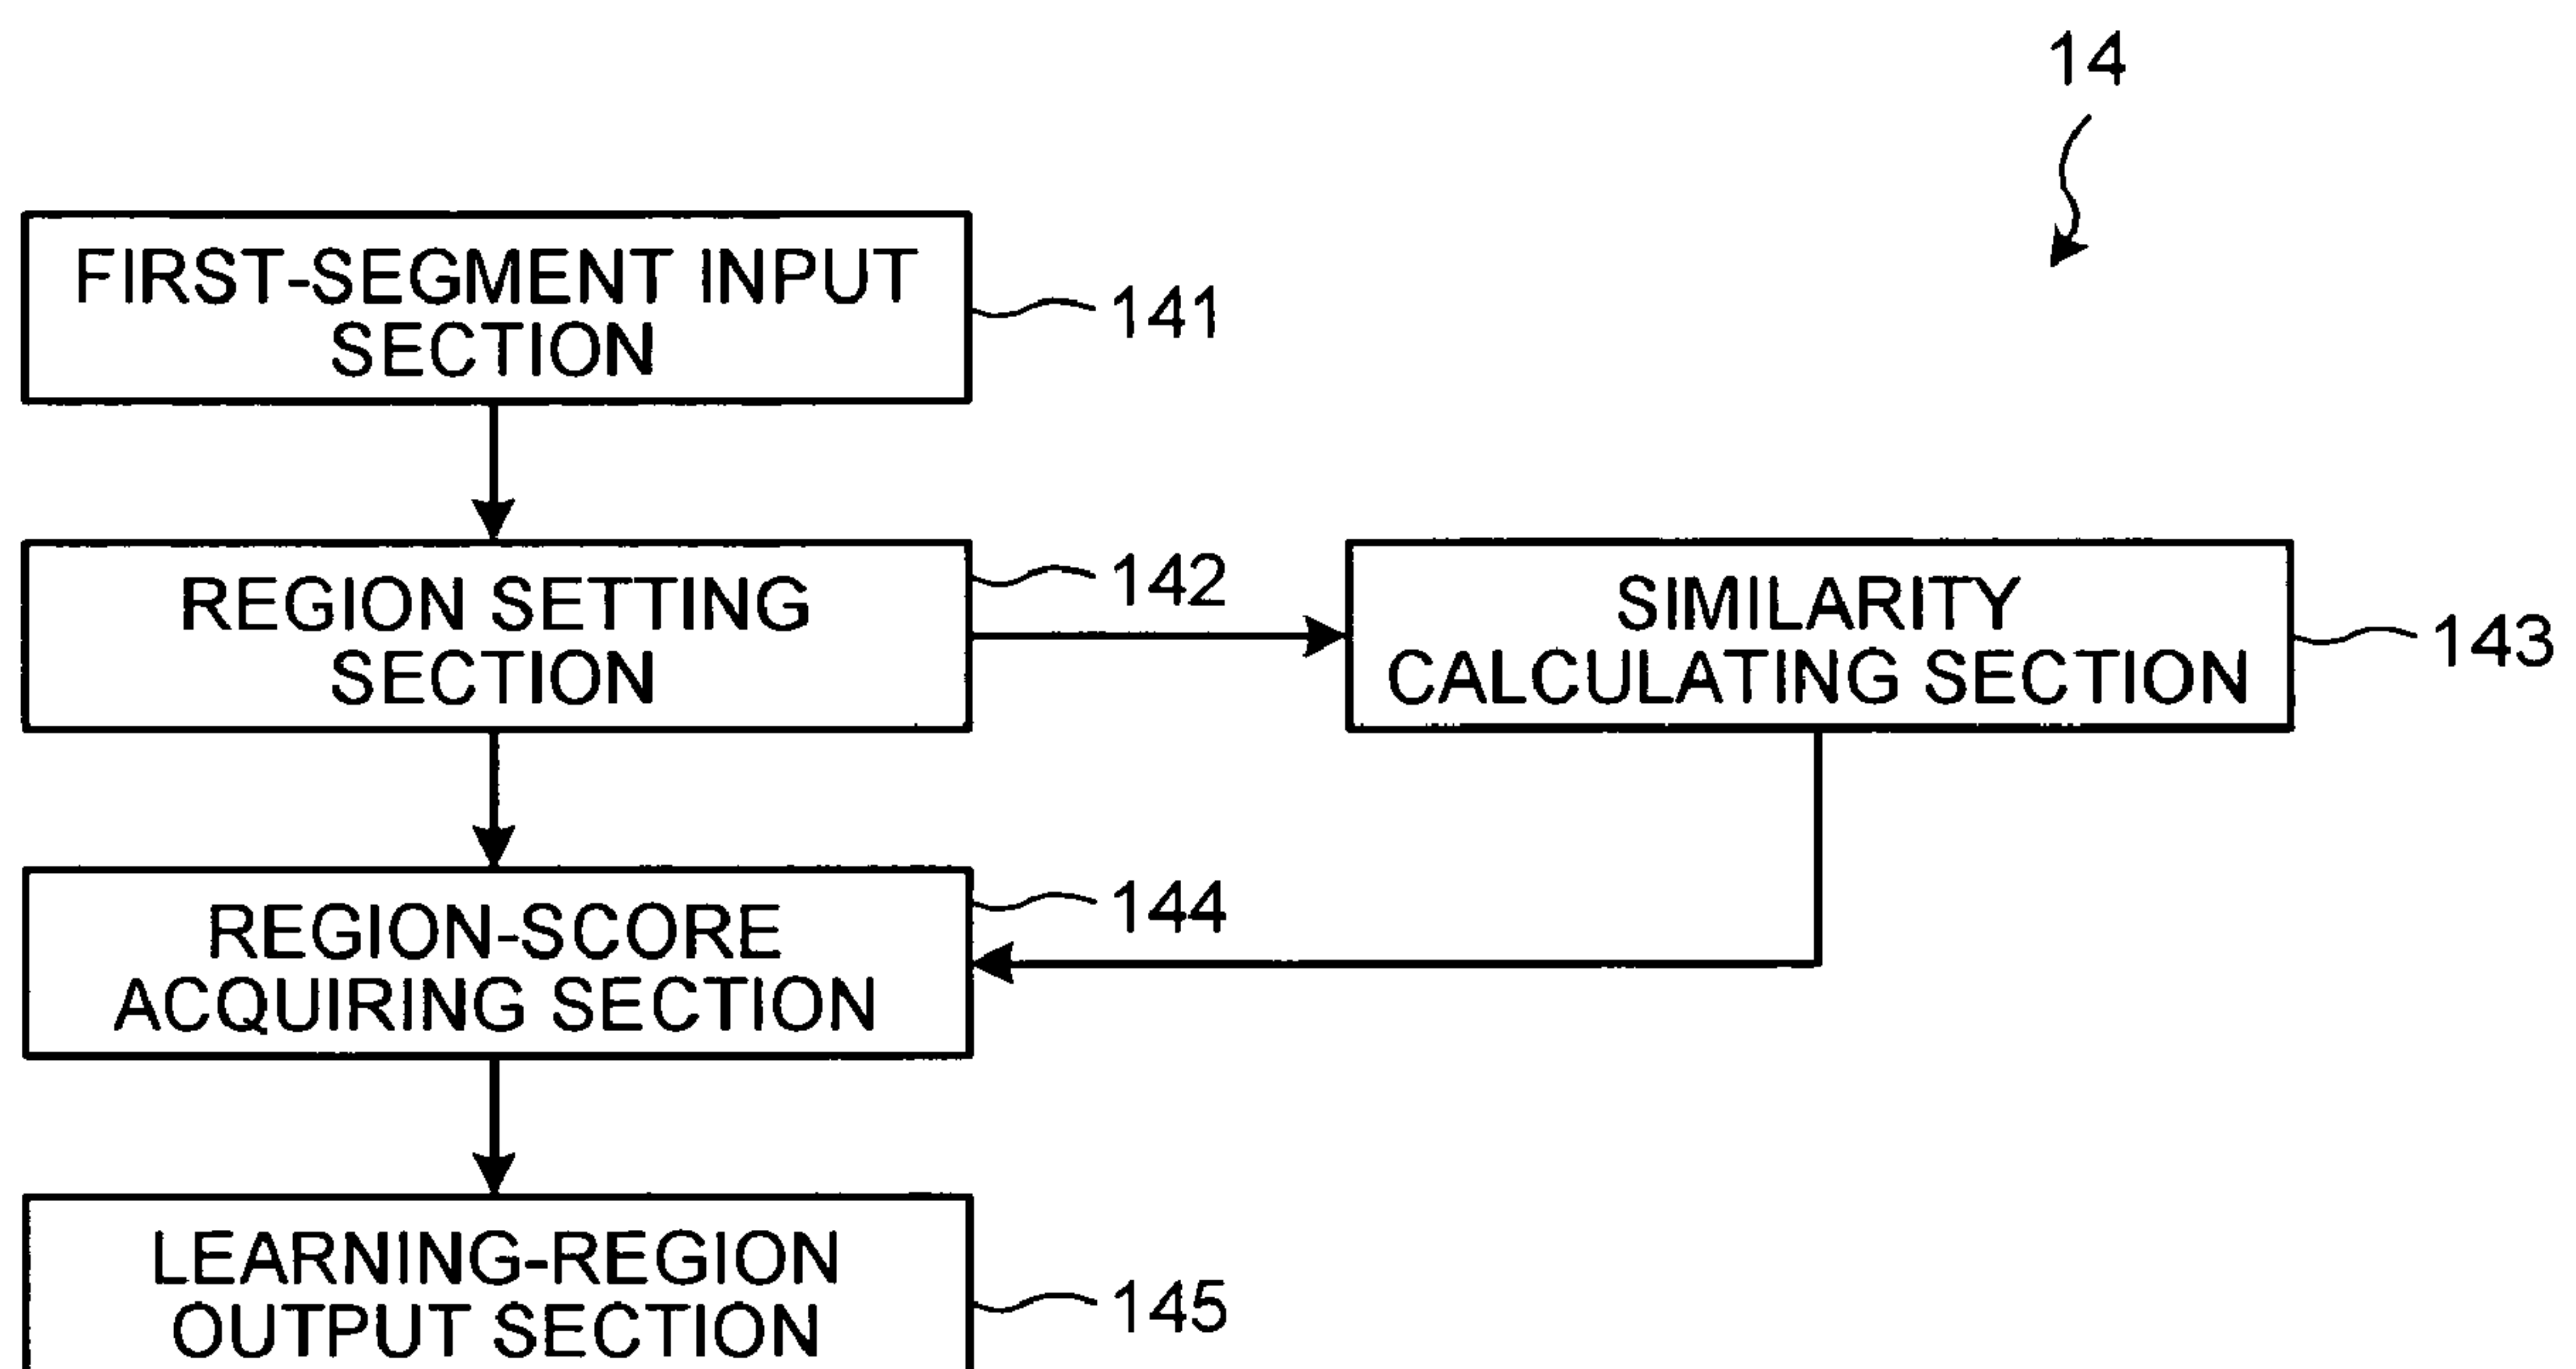 14
FIRST-SEGMENT INPUT
SECTION
141
REGION SETTING
SECTION
142
SIMILARITY
CALCULATING SECTION
143
REGION-SCORE
ACQUIRING SECTION
144
LEARNING-REGION
OUTPUT SECTION
145